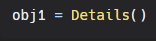 obj1 = Details()